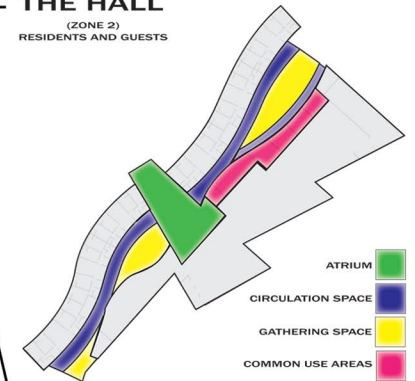 THE HALL
(ZONE 2)
RESIDENTS AND GUESTS
ATRIUM
CIRCULATION SPACE
GATHERING SPACE
COMMON USE AREAS